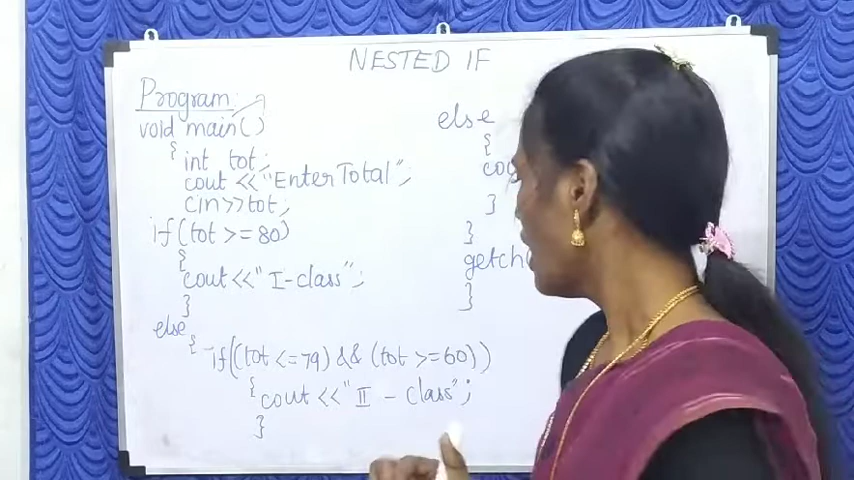 NESTED IF
Program
void main()
{
int tot;
cout <<"Enter Total";
cin>>tot;
if(tot >=80)
{
cout<<" I-class";
}
else
{ if((tot <=79) && (tot >=60))
{cout <<"II - class";
}
else
{
}
}
}